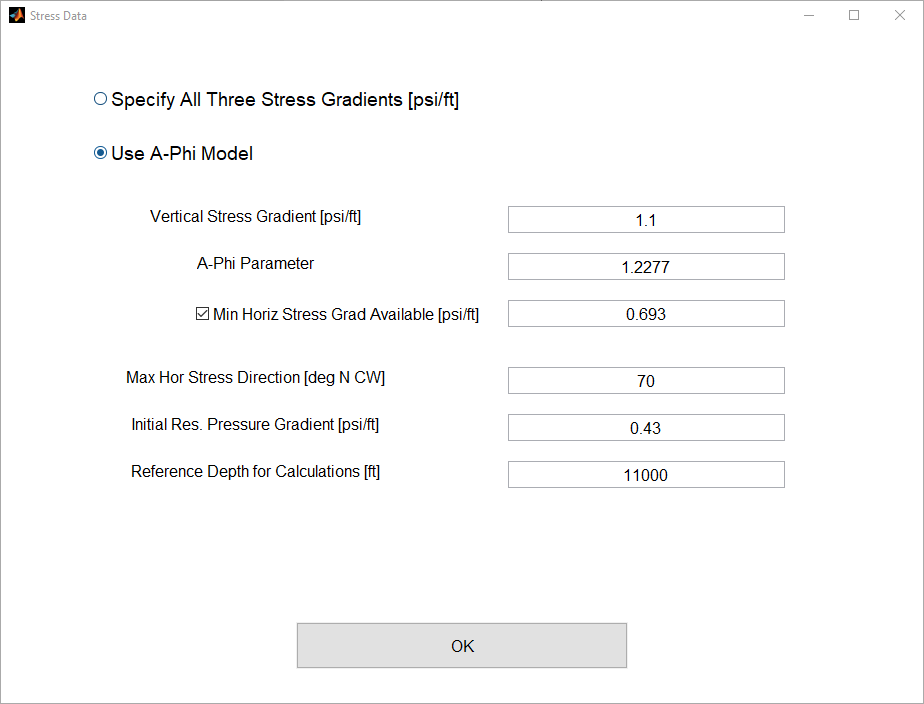 Stress Data
Specify All Three Stress Gradients [psi/ft]
Use A-Phi Model
Vertical Stress Gradient [psi/ft] 1.1
A-Phi Parameter 1.2277
Min Horiz Stress Grad Available [psi/ft] 0.693
Max Hor Stress Direction [deg N CW] 70
Initial Res. Pressure Gradient [psi/ft] 0.43
Reference Depth for Calculations [ft] 11000
OK